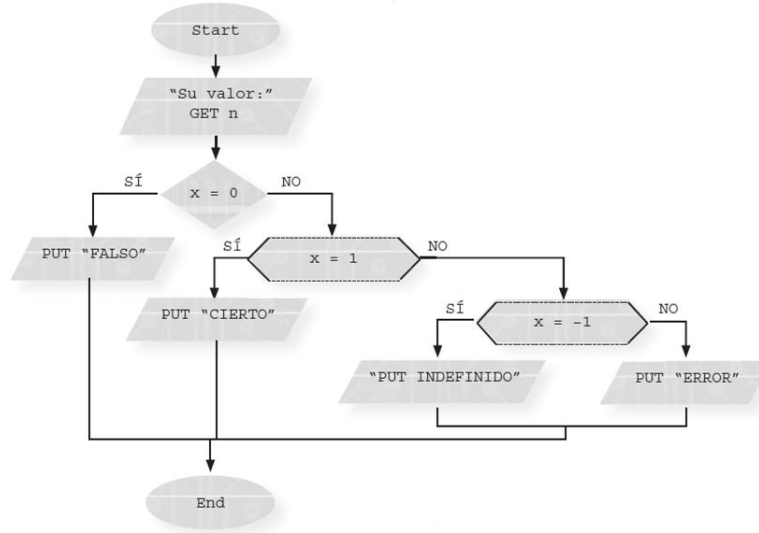 Start
“Su valor:”
GET n
SÍ
x = 0
NO
PUT “FALSO”
SÍ
x = 1
NO
PUT “CIERTO”
SÍ
x = -1
NO
“PUT INDEFINIDO”
PUT “ERROR”
End